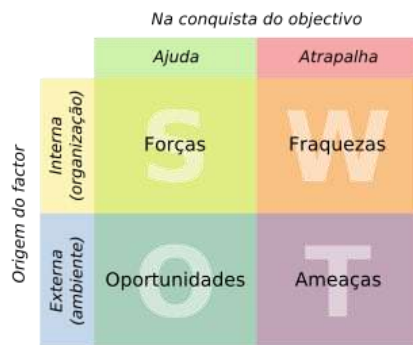 Na conquista do objectivo
Ajuda
Atrapalha
Origem do factor
Interna
(organização)
S
Forças
W
Fraquezas
Externa
(ambiente)
O
Oportunidades
T
Ameaças